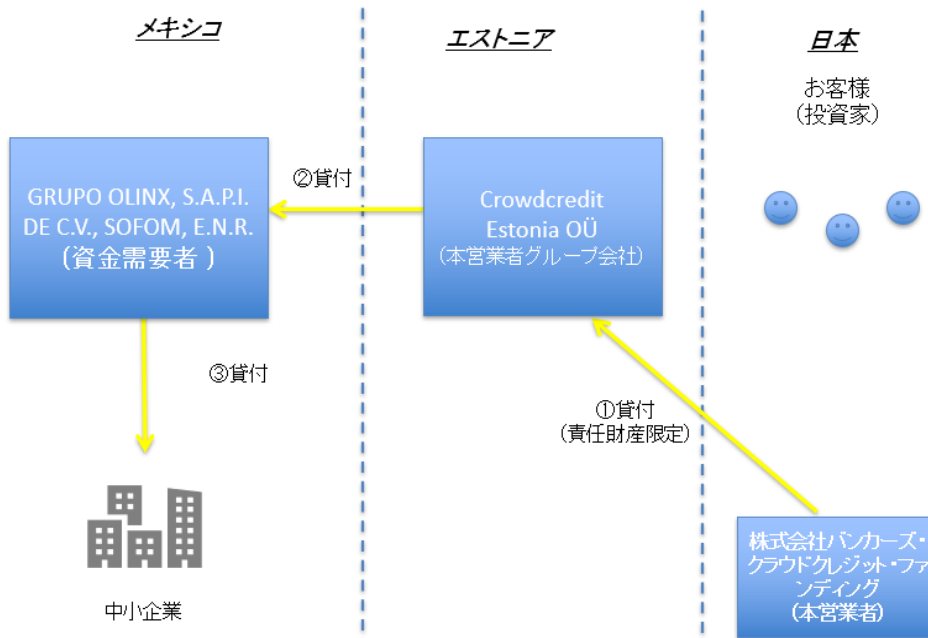 メキシコ
エストニア
日本
お客様
(投資家)
GRUPO OLINX, S.A.P.I.
DE C.V., SOFOM, E.N.R.
(資金需要者 )
②貸付
Crowdcredit
Estonia OÜ
(本営業者グループ会社)
③貸付
①貸付
(責任財産限定)
中小企業
株式会社バンカーズ・
クラウドクレジット・ファ
ンディング
(本営業者)